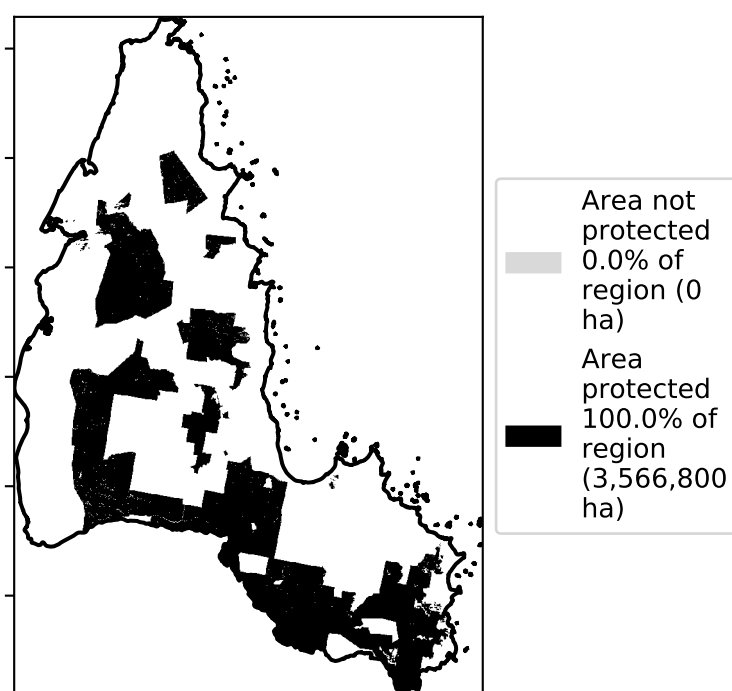 Area not
protected
0.0% of
region (0
ha)
Area
protected
100.0% of
region
(3,566,800
ha)